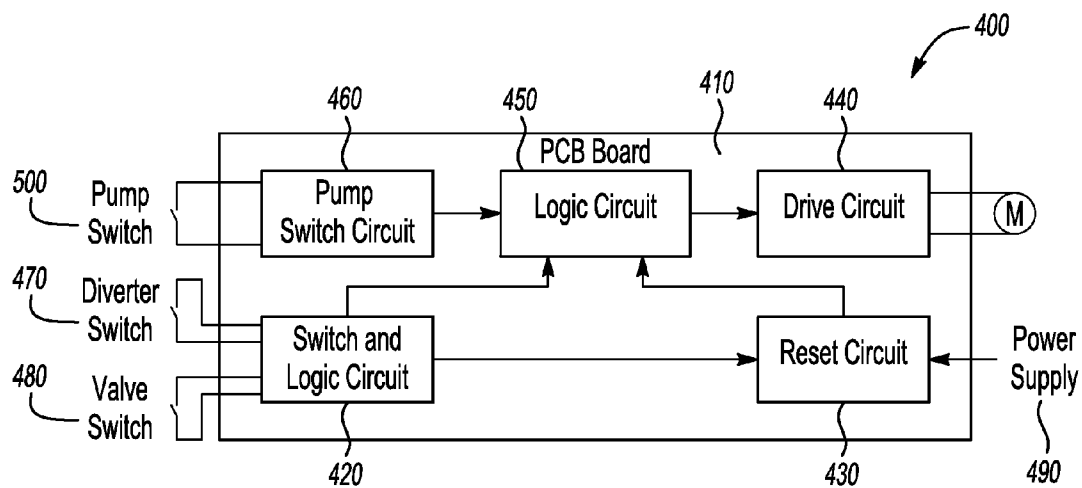 400
460
450
410
440
PCB Board
500
Pump
Switch
Pump
Switch Circuit
Logic Circuit
Drive Circuit
M
470
Diverter
Switch
480
Valve
Switch
Switch and
Logic Circuit
Reset Circuit
Power
Supply
420
430
490